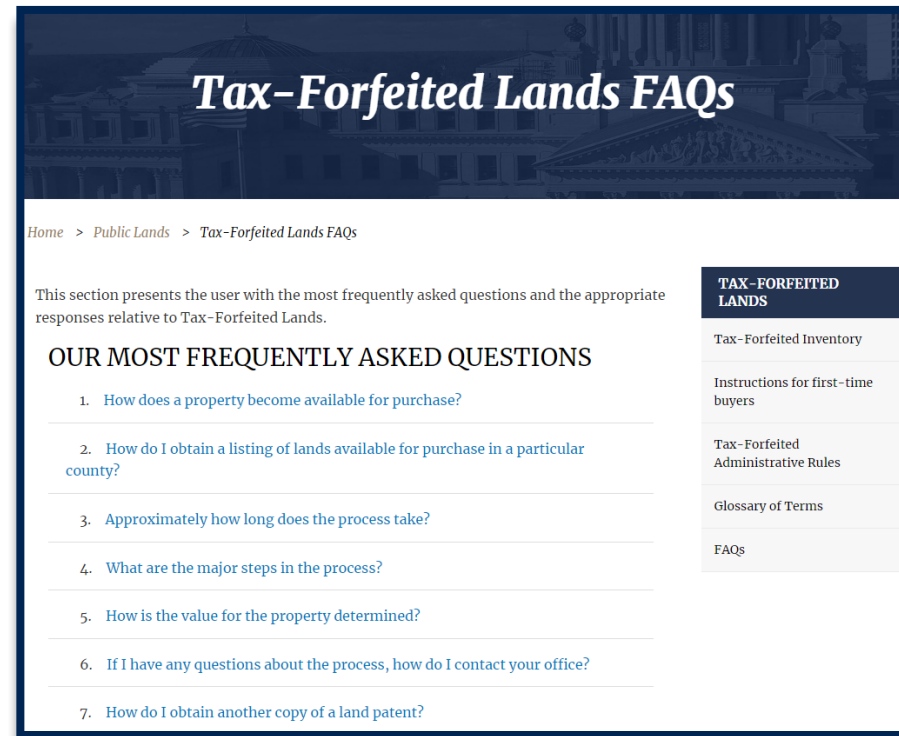 Tax-Forfeited Lands FAQs
Home > Public Lands > Tax-Forfeited Lands FAQs
This section presents the user with the most frequently asked questions and the appropriate
responses relative to Tax-Forfeited Lands.
OUR MOST FREQUENTLY ASKED QUESTIONS
1. How does a property become available for purchase?
2. How do I obtain a listing of lands available for purchase in a particular
county?
3. Approximately how long does the process take?
4. What are the major steps in the process?
5. How is the value for the property determined?
6. If I have any questions about the process, how do I contact your office?
7. How do I obtain another copy of a land patent?
TAX-FORFEITED
LANDS
Tax-Forfeited Inventory
Instructions for first-time
buyers
Tax-Forfeited
Administrative Rules
Glossary of Terms
FAQs